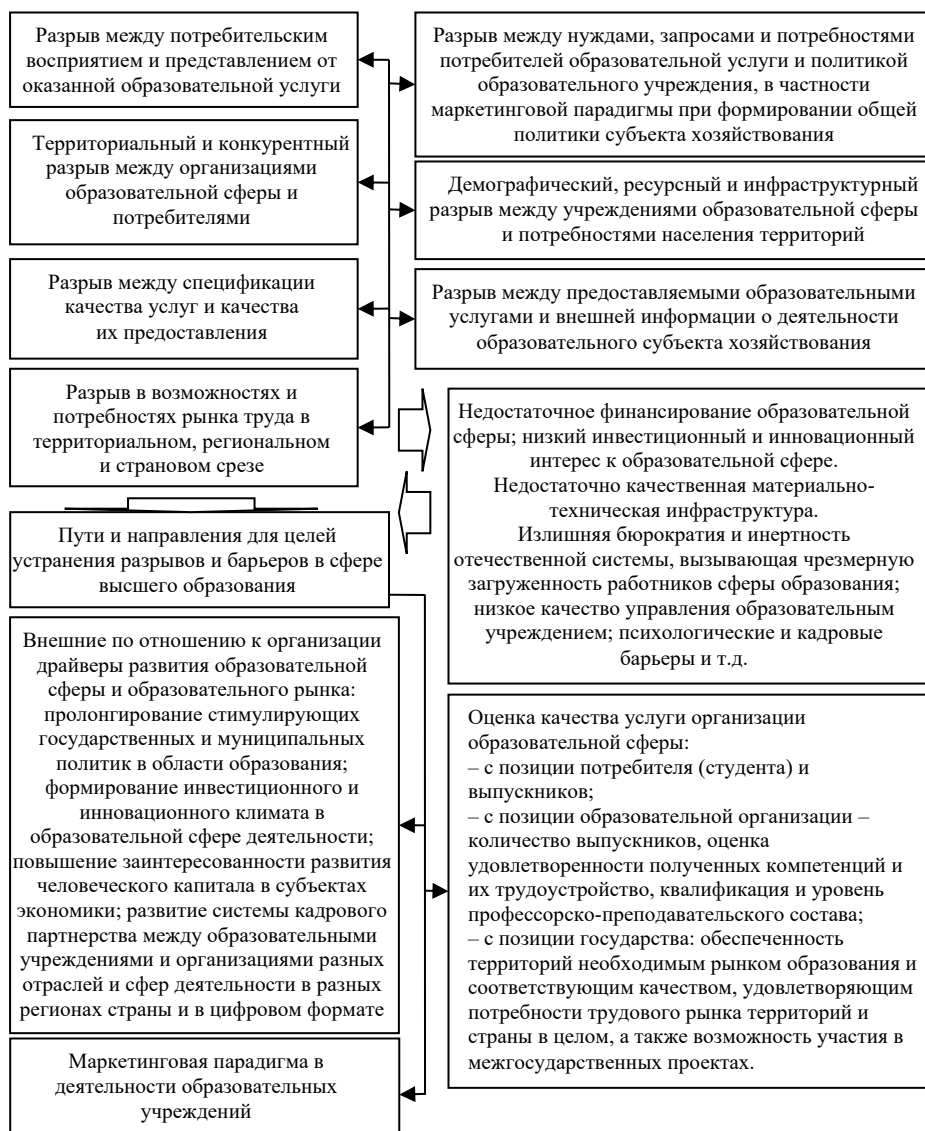 Разрыв между потребительским
восприятием и представлением от
оказанной образовательной услуги
Разрыв между нуждами, запросами и потребностями
потребителей образовательной услуги и политикой
образовательного учреждения, в частности
маркетинговой парадигмы при формировании общей
политики субъекта хозяйствования
Территориальный и конкурентный
разрыв между организациями
образовательной сферы и
потребителями
Демографический, ресурсный и инфраструктурный
разрыв между учреждениями образовательной сферы
и потребностями населения территорий
Разрыв между спецификации
качества услуг и качества
их предоставления
Разрыв между предоставляемыми образовательными
услугами и внешней информации о деятельности
образовательного субъекта хозяйствования
Разрыв в возможностях и
потребностях рынка труда в
территориальном, региональном
и страновом срезе
Недостаточное финансирование образовательной
сферы; низкий инвестиционный и инновационный
интерес к образовательной сфере.
Недостаточно качественная материально-
техническая инфраструктура.
Излишняя бюрократия и инертность
отечественной системы, вызывающая чрезмерную
загруженность работников сферы образования;
низкое качество управления образовательным
учреждением; психологические и кадровые
барьеры и т.д.
Пути и направления для целей
устранения разрывов и барьеров в сфере
высшего образования
Внешние по отношению к организации
драйверы развития образовательной
сферы и образовательного рынка:
пролонгирование стимулирующих
государственных и муниципальных
политик в области образования;
формирование инвестиционного и
инновационного климата в
образовательной сфере деятельности;
повышение заинтересованности развития
человеческого капитала в субъектах
экономики; развитие системы кадрового
партнерства между образовательными
учреждениями и организациями разных
отраслей и сфер деятельности в разных
регионах страны и в цифровом формате
Оценка качества услуги организации
образовательной сферы:
– с позиции потребителя (студента) и
выпускников;
– с позиции образовательной организации –
количество выпускников, оценка
удовлетворенности полученных компетенций и
их трудоустройство, квалификация и уровень
профессорско-преподавательского состава;
– с позиции государства: обеспеченность
территорий необходимым рынком образования и
соответствующим качеством, удовлетворяющим
потребности трудового рынка территорий и
страны в целом, а также возможность участия в
межгосударственных проектах.
Маркетинговая парадигма в
деятельности образовательных
учреждений